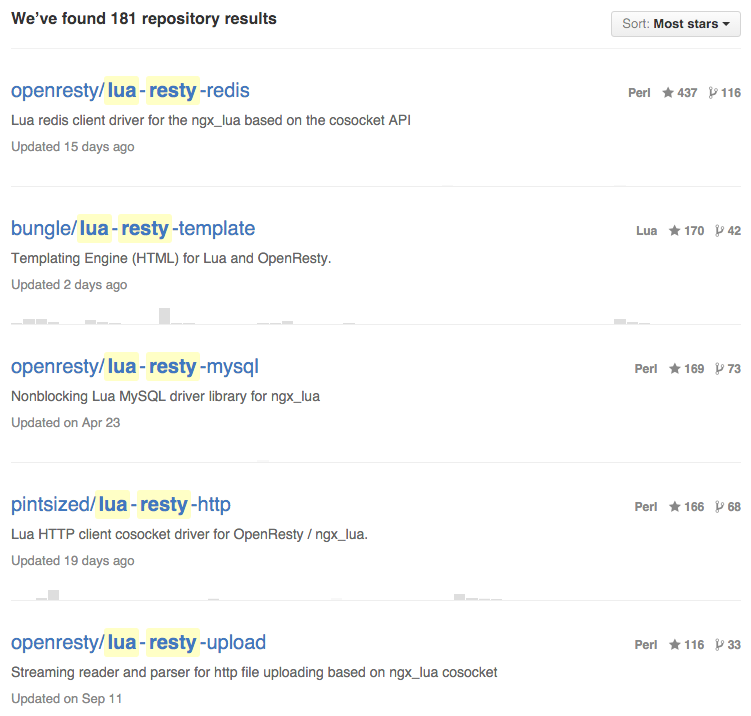 We've found 181 repository results
Sort: Most stars
openresty/lua-resty-redis
Perl 437 116
Lua redis client driver for the ngx_lua based on the cosocket API
Updated 15 days ago
bungle/lua-resty-template
Lua 170 42
Templating Engine (HTML) for Lua and OpenResty.
Updated 2 days ago
openresty/lua-resty-mysql
Perl 169 73
Nonblocking Lua MySQL driver library for ngx_lua
Updated on Apr 23
pintsized/lua-resty-http
Perl 166 68
Lua HTTP client cosocket driver for OpenResty / ngx_lua.
Updated 19 days ago
openresty/lua-resty-upload
Perl 116 33
Streaming reader and parser for http file uploading based on ngx_lua cosocket
Updated on Sep 11